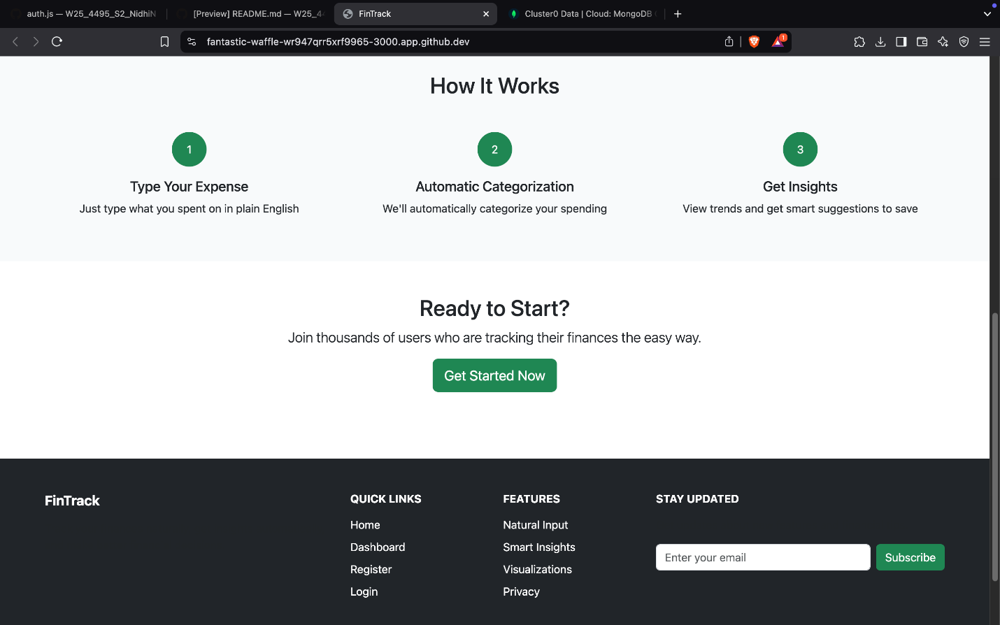 auth.js — W25_4495_S2_NidhiN
[Preview] README.md — W25_44
FinTrack
Cluster0 Data | Cloud: MongoDB
fantastic-waffle-wr947qrr5xrf9965-3000.app.github.dev
1
How It Works
1
2
3
Type Your Expense
Automatic Categorization
Get Insights
Just type what you spent on in plain English
We'll automatically categorize your spending
View trends and get smart suggestions to save
Ready to Start?
Join thousands of users who are tracking their finances the easy way.
Get Started Now
FinTrack
QUICK LINKS
Home
Dashboard
Register
Login
FEATURES
Natural Input
Smart Insights
Visualizations
Privacy
STAY UPDATED
Enter your email
Subscribe